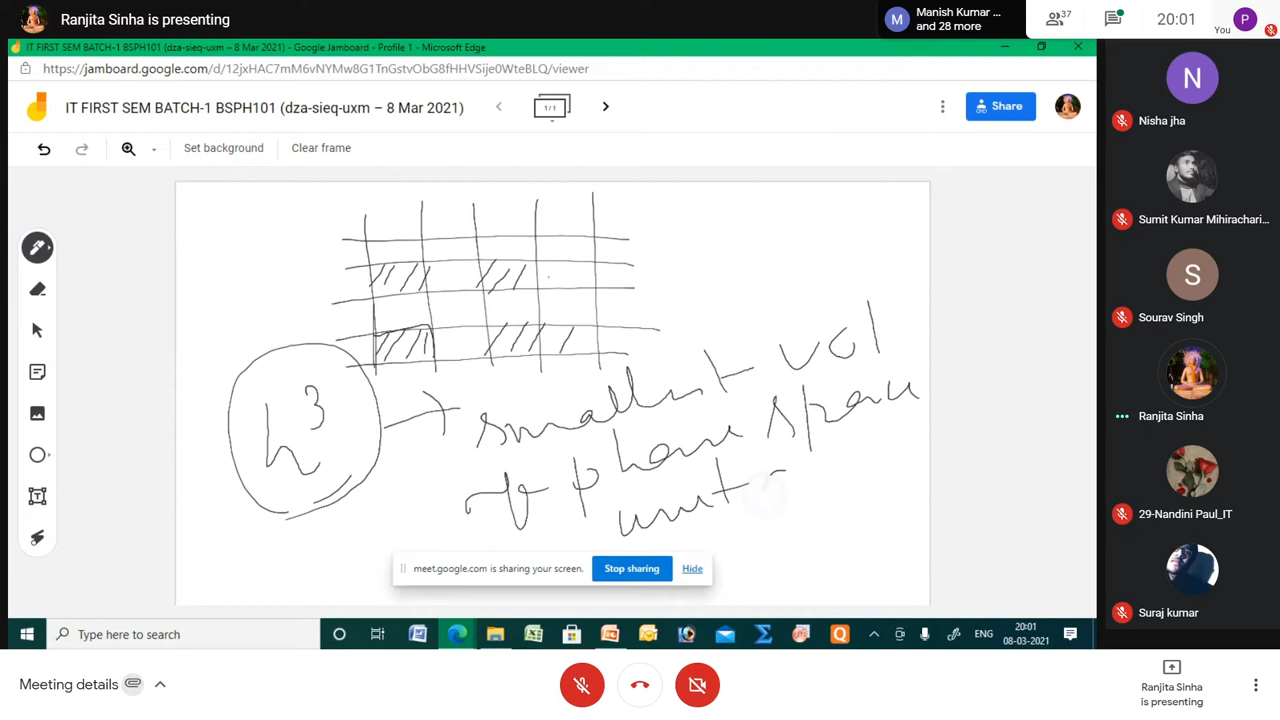 Ranjita Sinha is presenting
M
Manish Kumar ...
and 28 more
37
20:01
You
P
IT FIRST SEM BATCH-1 BSPH101 (dza-sieq-uxm – 8 Mar 2021) - Google Jamboard - Profile 1 - Microsoft Edge
https://jamboard.google.com/d/12jxHAC7mM6vNYMw8G1TnGstvObG8fHHVSije0WteBLQ/viewer
IT FIRST SEM BATCH-1 BSPH101 (dza-sieq-uxm – 8 Mar 2021)
1/1
Share
Set background
Clear frame
h³ → smallest vol
of phase space
unit
N
Nisha jha
Sumit Kumar Mihirachari...
S
Sourav Singh
Ranjita Sinha
29-Nandini Paul_IT
Suraj kumar
meet.google.com is sharing your screen.
Stop sharing
Hide
Type here to search
ENG
20:01
08-03-2021
Meeting details
Ranjita Sinha
is presenting